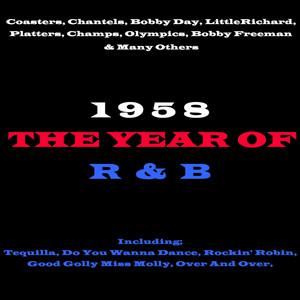 Coasters, Chantels, Bobby Day, LittleRichard,
Platters, Champs, Olympics, Bobby Freeman
& Many Others
1958
THE YEAR OF
R & B
Including;
Tequilla, Do You Wanna Dance, Rockin' Robin,
Good Golly Miss Molly, Over And Over,